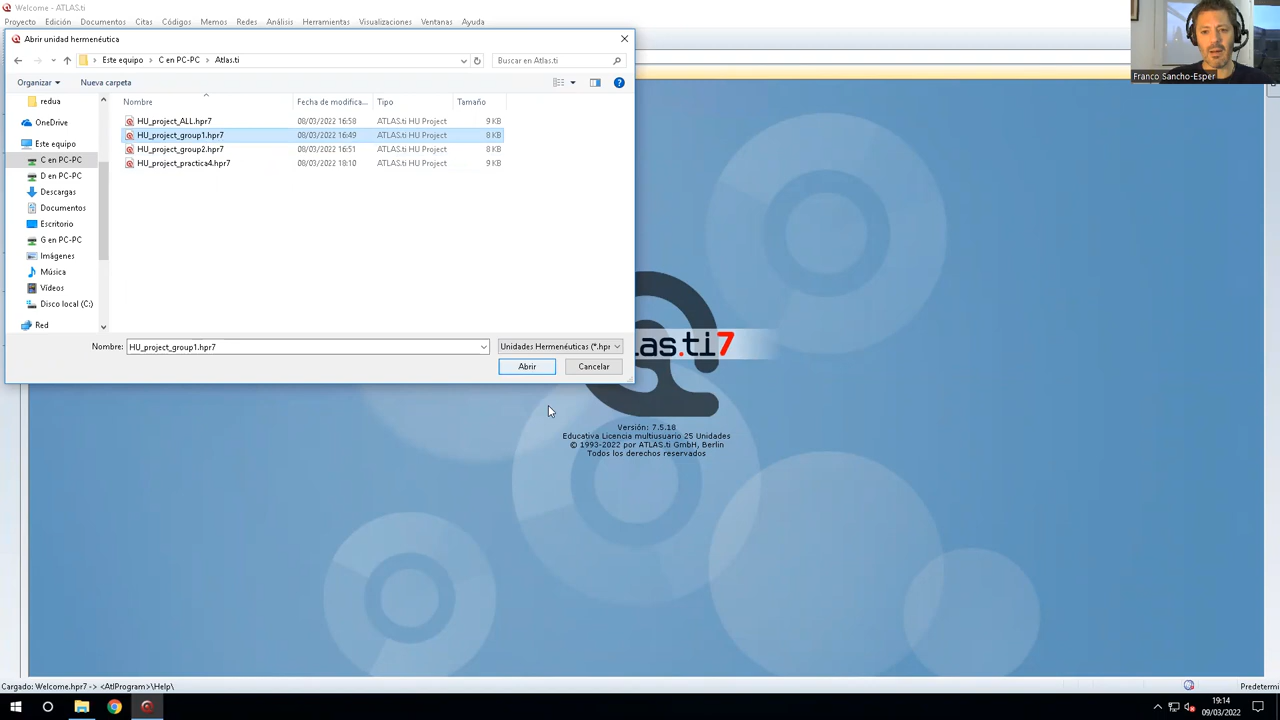 Welcome - ATLAS.ti
Proyecto Edición Documentos Citas Códigos Memos Redes Análisis Herramientas Visualizaciones Ventanas Ayuda
Abrir unidad hermenéutica
Este equipo > C en PC-PC > Atlas.ti
Buscar en Atlas.ti
Organizar Nueva carpeta
redua
OneDrive
Este equipo
C en PC-PC
D en PC-PC
Descargas
Documentos
Escritorio
G en PC-PC
Imágenes
Música
Vídeos
Disco local (C:)
Red
Nombre Fecha de modifica... Tipo Tamaño
HU_project_ALL.hpr7 08/03/2022 16:58 ATLAS.ti HU Project 9 KB
HU_project_group1.hpr7 08/03/2022 16:49 ATLAS.ti HU Project 8 KB
HU_project_group2.hpr7 08/03/2022 16:51 ATLAS.ti HU Project 8 KB
HU_project_practica4.hpr7 08/03/2022 18:10 ATLAS.ti HU Project 9 KB
Nombre: HU_project_group1.hpr7 Unidades Hermenéuticas (*.hpr
Abrir Cancelar
las.ti7
Versión: 7.5.18
Educativa Licencia multiusuario 25 Unidades
© 1993-2022 por ATLAS.ti GmbH, Berlin
Todos los derechos reservados
Franco Sancho-Esper
Cargado: Welcome.hpr7 -> <AtlProgram>\Help\
Predetermi
19:14
09/03/2022